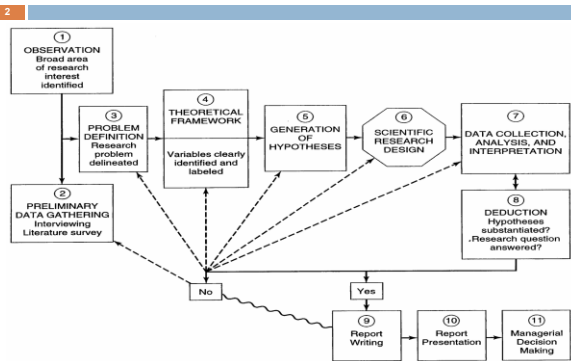 2
1
OBSERVATION
Broad area
of research
interest
identified
2
PRELIMINARY
DATA GATHERING
Interviewing
Literature survey
3
PROBLEM
DEFINITION
Research
problem
delineated
4
THEORETICAL
FRAMEWORK
Variables clearly
identified and
labeled
5
GENERATION
OF
HYPOTHESES
6
SCIENTIFIC
RESEARCH
DESIGN
7
DATA COLLECTION,
ANALYSIS, AND
INTERPRETATION
8
DEDUCTION
Hypotheses
substantiated?
.Research question
answered?
No
Yes
9
Report
Writing
10
Report
Presentation
11
Managerial
Decision
Making